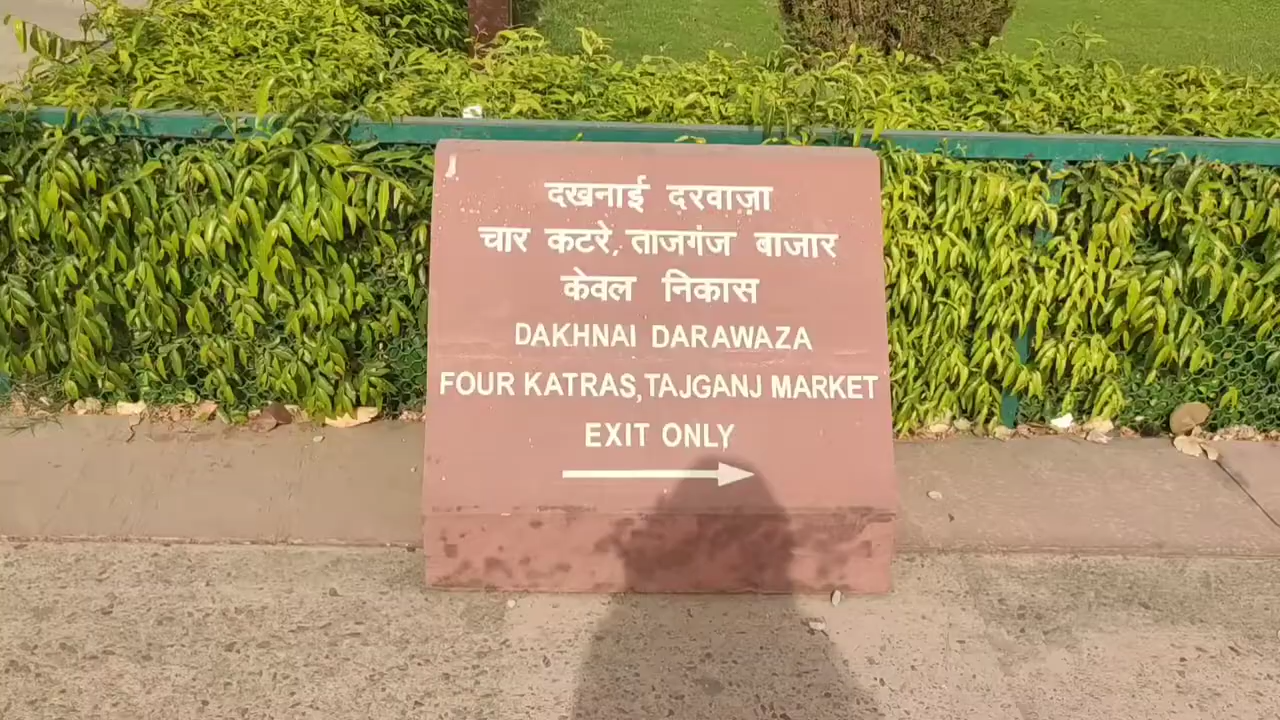 दखनाई दरवाज़ा
चार कटरे, ताजगंज बाजार
केवल निकास
DAKHNAI DARAWAZA
FOUR KATRAS, TAJGANJ MARKET
EXIT ONLY